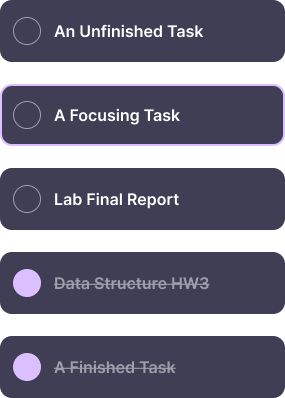 An Unfinished Task
A Focusing Task
Lab Final Report
Data Structure HW3
A Finished Task